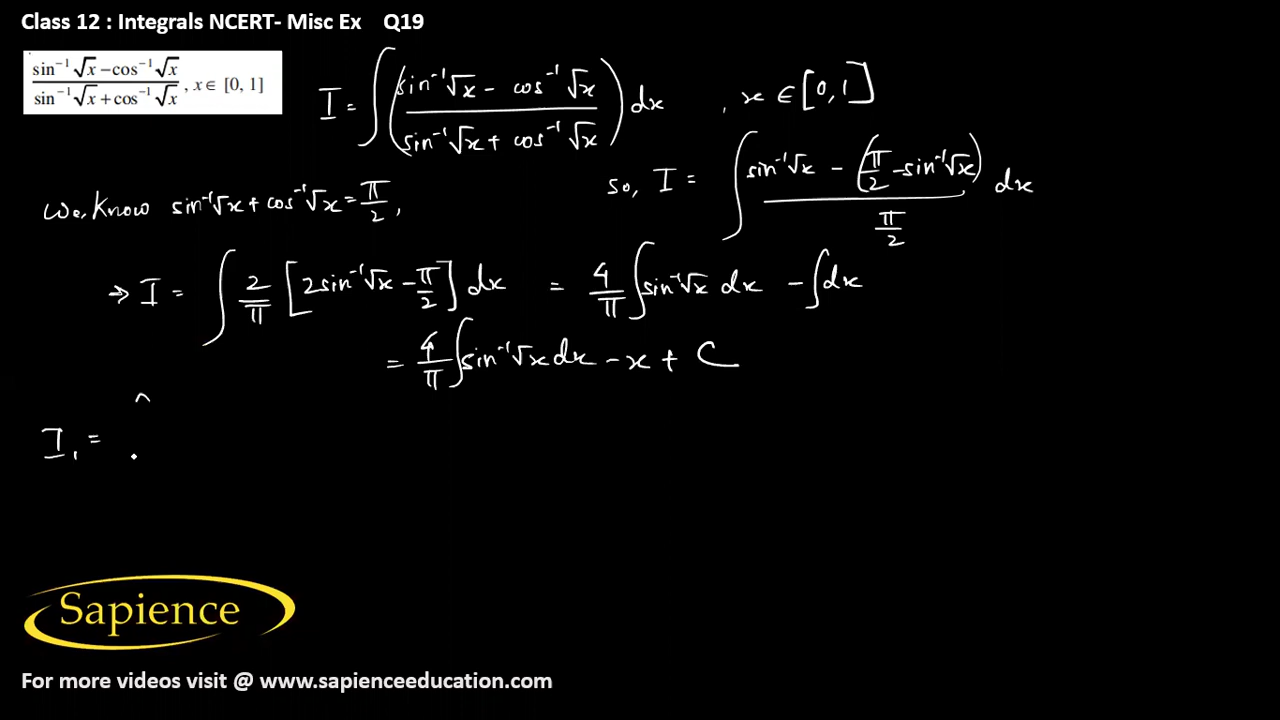 Class 12 : Integrals NCERT- Misc Ex Q19
sin⁻¹√x −cos⁻¹√x / sin⁻¹√x + cos⁻¹√x , x ∈ [0, 1]
I = ∫ (sin⁻¹√x − cos⁻¹√x / sin⁻¹√x + cos⁻¹√x) dx , x ∈ [0,1]
We know sin⁻¹√x + cos⁻¹√x = π/2 ,
so, I = ∫ sin⁻¹√x − (π/2 − sin⁻¹√x) / π/2 dx
→ I = ∫ 2/π [2sin⁻¹√x − π/2] dx = 4/π ∫ sin⁻¹√x dx − ∫dx
= 4/π ∫ sin⁻¹√x dx − x + C
I₁ =
Sapience
For more videos visit @ www.sapienceeducation.com